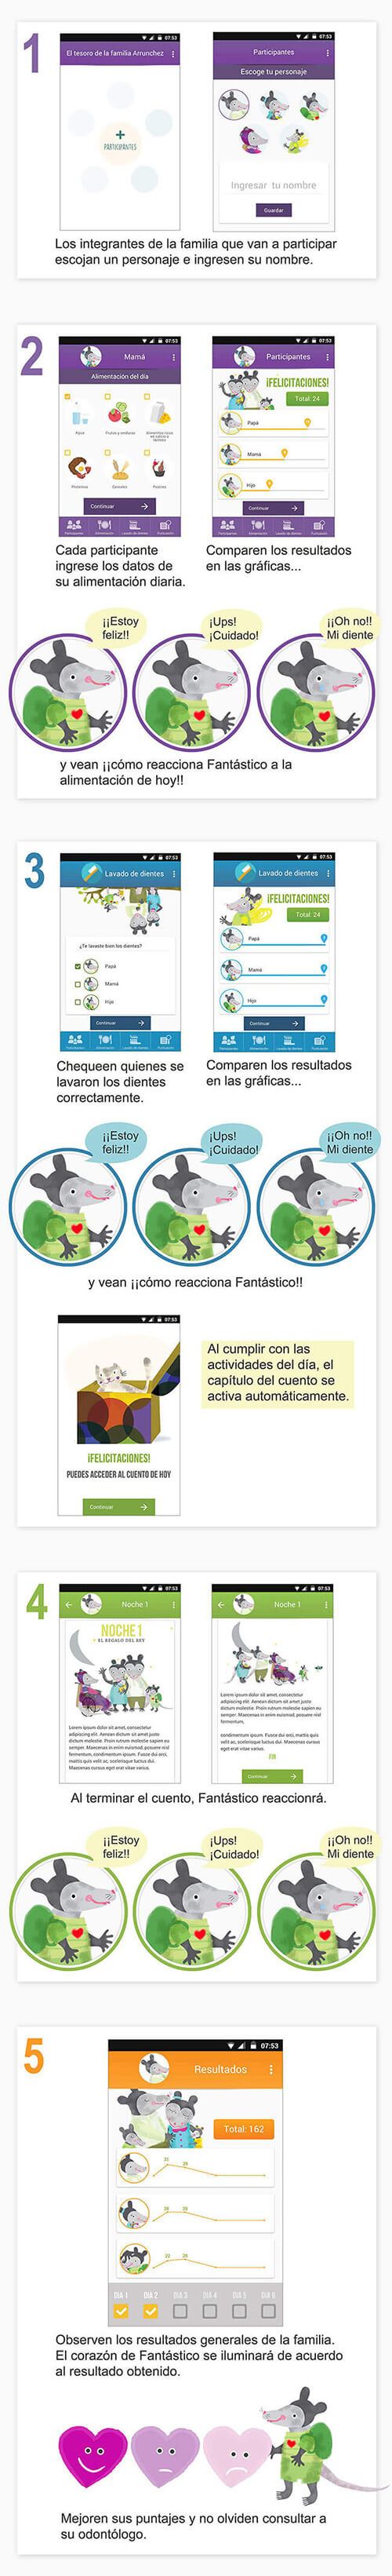 1
07:53
El tesoro de la familia Arrunchez
+
PARTICIPANTES
07:53
Participantes
Escoge tu personaje
Ingresar tu nombre
Guardar
Los integrantes de la familia que van a participar
escojan un personaje e ingresen su nombre.
2
07:53
Mamá
Alimentación del día
Agua
Frutas y verduras
Proteínas
Cereales
Postres
Continuar
07:53
Participantes
¡FELICITACIONES!
Total: 24
Papá
Mamá
Hijo
Continuar
Cada participante
ingrese los datos de
su alimentación diaria.
Comparen los resultados
en las gráficas...
¡¡Estoy
feliz!!
¡Ups!
¡Cuidado!
¡¡Oh no!!
Mi diente
y vean ¡¡cómo reacciona Fantástico a la
alimentación de hoy!!
3
07:53
Lavado de dientes
¿Te lavaste bien los dientes?
Papá
Mamá
Hijo
Continuar
07:53
Lavado de dientes
¡FELICITACIONES!
Total: 24
Papá
Mamá
Hijo
Continuar
Chequeen quienes se
lavaron los dientes
correctamente.
Comparen los resultados
en las gráficas...
¡¡Estoy
feliz!!
¡Ups!
¡Cuidado!
¡¡Oh no!!
Mi diente
y vean ¡¡cómo reacciona Fantástico!!
07:53
¡FELICITACIONES!
PUEDES ACCEDER AL CUENTO DE HOY
Continuar
Al cumplir con las
actividades del día, el
capítulo del cuento se
activa automáticamente.
4
07:53
Noche 1
NOCHE 1
EL REGALO DEL REY
Lorem ipsum dolor sit amet, consectetur
adipiscing elit. Aenean dictum sit amet justo
dictum molestie. Proin rutrum molestie sapien eu
semper. Maecenas in enim euismod, posuere nisl
fermentum, condimentum ipsum. Fusce dui arcu,
mattis quis velit ac, scelerisque luctus dui.
Maecenas cursus eget erat vitae varius.
07:53
Noche 1
Lorem ipsum dolor sit amet, consectetur
adipiscing elit. Aenean dictum sit amet justo
dictum molestie. Proin rutrum molestie sapien eu
semper. Maecenas in enim euismod, posuere nisl
fermentum,
condimentum ipsum. Fusce dui arcu, mattis quis
velit ac, scelerisque luctus dui. Maecenas cursus
eget erat vitae varius.
FIN
Continuar
Al terminar el cuento, Fantástico reaccionrá.
¡¡Estoy
feliz!!
¡Ups!
¡Cuidado!
¡¡Oh no!!
Mi diente
5
07:53
Resultados
Total: 162
DIA 1 DIA 2 DIA 3 DIA 4 DIA 5 DIA 6
Observen los resultados generales de la familia.
El corazón de Fantástico se iluminará de acuerdo
al resultado obtenido.
Mejoren sus puntajes y no olviden consultar a
su odontólogo.